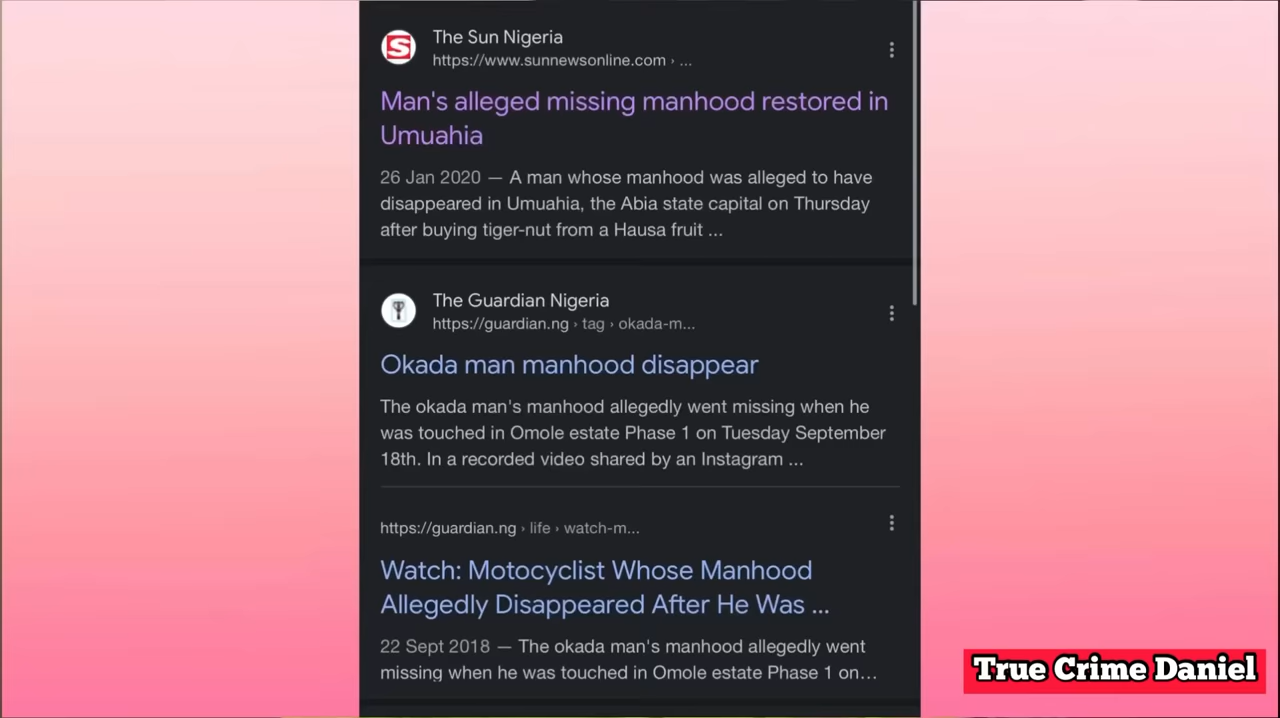 The Sun Nigeria
https://www.sunnewsonline.com › ...
Man's alleged missing manhood restored in
Umuahia
26 Jan 2020 — A man whose manhood was alleged to have
disappeared in Umuahia, the Abia state capital on Thursday
after buying tiger-nut from a Hausa fruit ...
The Guardian Nigeria
https://guardian.ng › tag › okada-m...
Okada man manhood disappear
The okada man's manhood allegedly went missing when he
was touched in Omole estate Phase 1 on Tuesday September
18th. In a recorded video shared by an Instagram ...
https://guardian.ng › life › watch-m...
Watch: Motocyclist Whose Manhood
Allegedly Disappeared After He Was ...
22 Sept 2018 — The okada man's manhood allegedly went
missing when he was touched in Omole estate Phase 1 on...
True Crime Daniel